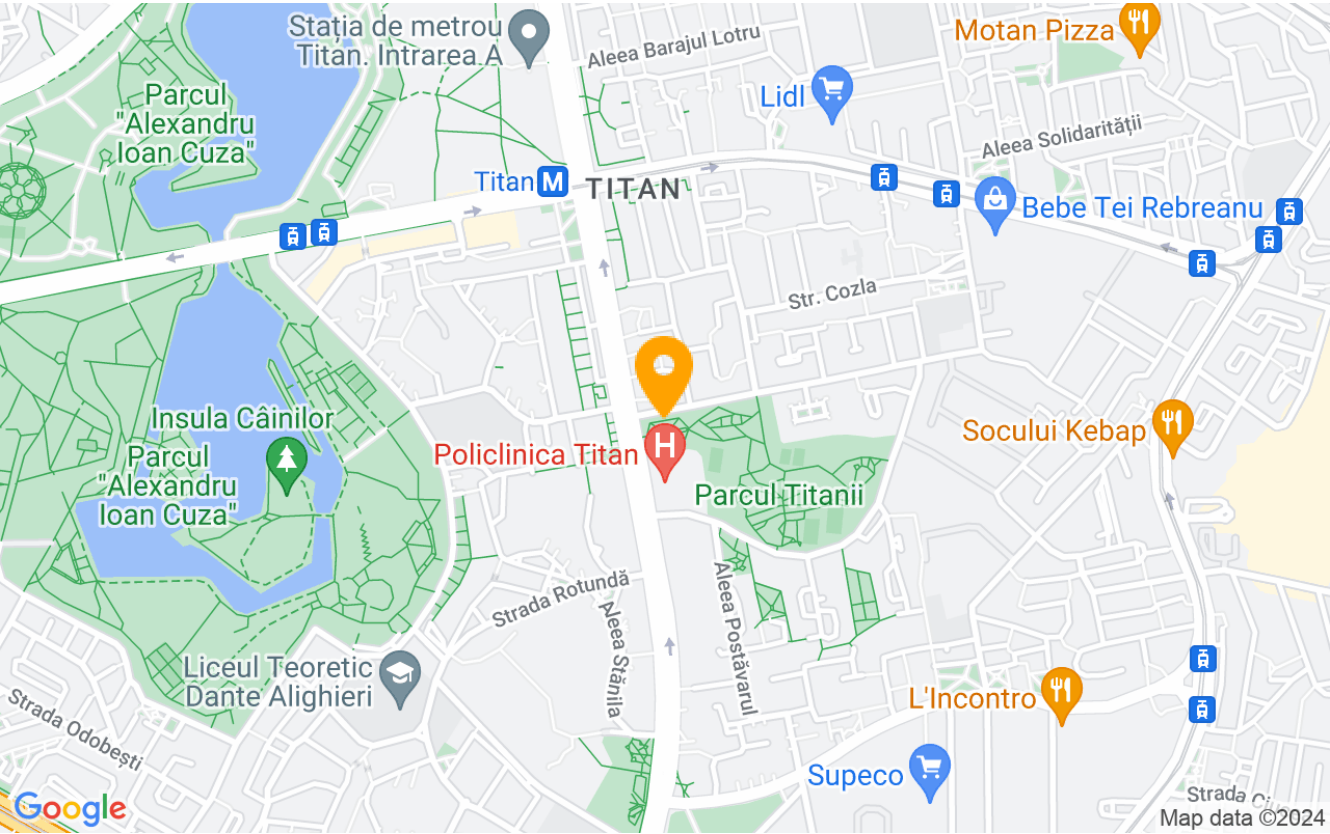 Stația de metrou
Titan. Intrarea A
Aleea Barajul Lotru
Motan Pizza
Parcul
"Alexandru
Ioan Cuza"
Lidl
Aleea Solidarității
Titan
M
TITAN
Bebe Tei Rebreanu
Str. Cozla
Insula Câinilor
Parcul
"Alexandru
Ioan Cuza"
Policlinica Titan
H
Socului Kebap
Parcul Titanii
Strada Rotundă
Aleea Stănila
Aleea Postăvarul
Liceul Teoretic
Dante Alighieri
L'Incontro
Strada Odobești
Supeco
Strada
Google
Map data ©2024